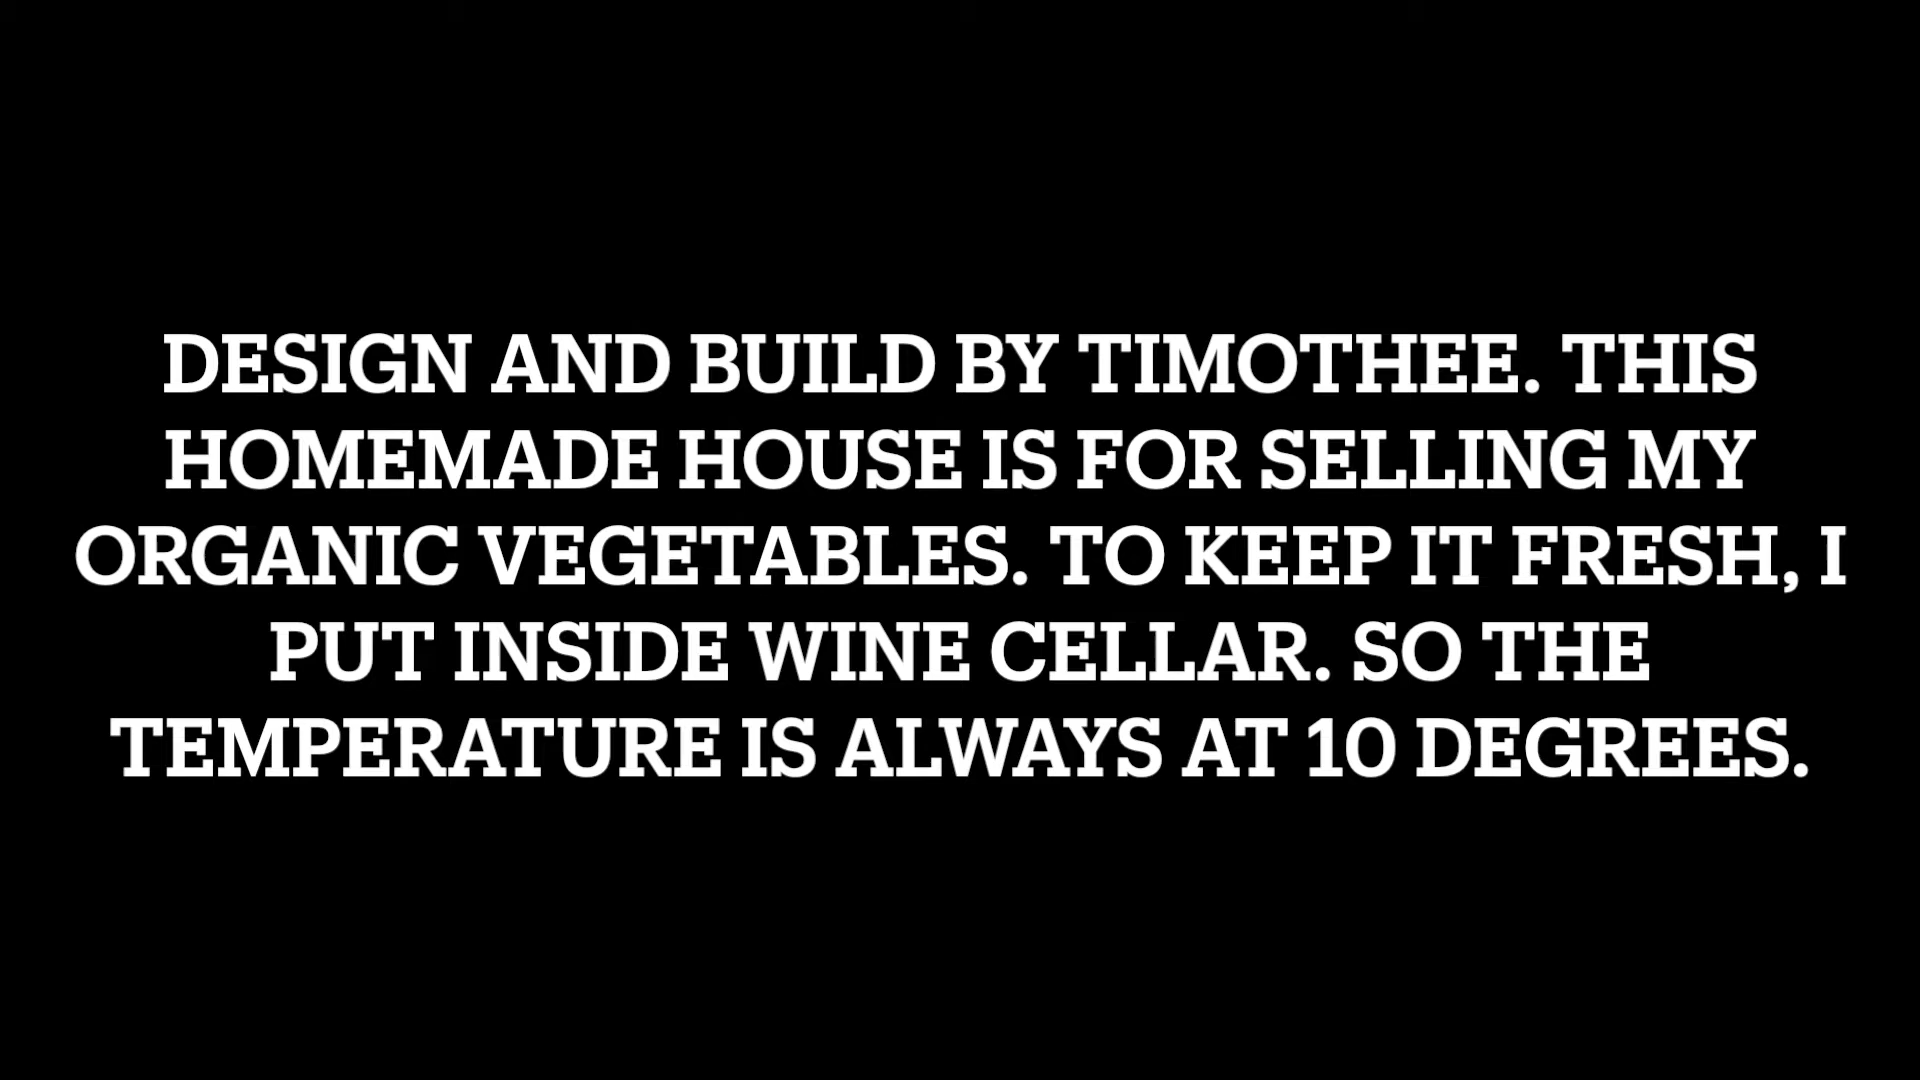 DESIGN AND BUILD BY TIMOTHEE. THIS
HOMEMADE HOUSE IS FOR SELLING MY
ORGANIC VEGETABLES. TO KEEP IT FRESH, I
PUT INSIDE WINE CELLAR. SO THE
TEMPERATURE IS ALWAYS AT 10 DEGREES.